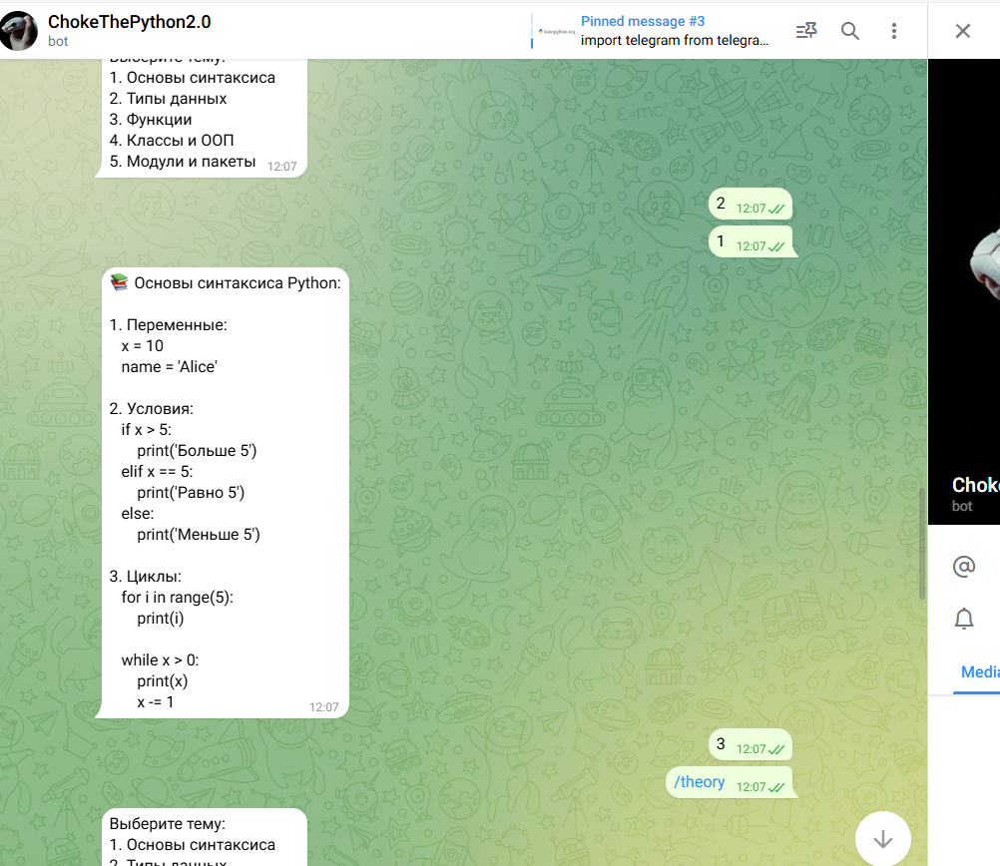 ChokeThePython2.0
bot
Pinned message #3
import telegram from telegra...
Выберите тему:
1. Основы синтаксиса
2. Типы данных
3. Функции
4. Классы и ООП
5. Модули и пакеты
12:07
2 12:07
1 12:07
📚 Основы синтаксиса Python:
1. Переменные:
x = 10
name = 'Alice'
2. Условия:
if x > 5:
print('Больше 5')
elif x == 5:
print('Равно 5')
else:
print('Меньше 5')
3. Циклы:
for i in range(5):
print(i)
while x > 0:
print(x)
x -= 1
12:07
3 12:07
/theory 12:07
Выберите тему:
1. Основы синтаксиса
2. Типы данных
Choke
bot
Media